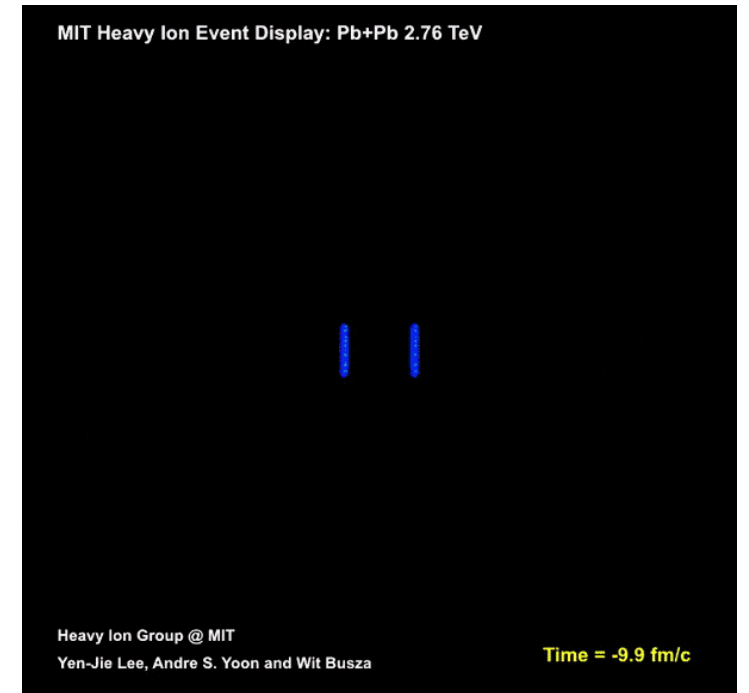 MIT Heavy Ion Event Display: Pb+Pb 2.76 TeV
Heavy Ion Group @ MIT
Yen-Jie Lee, Andre S. Yoon and Wit Busza
Time = -9.9 fm/c